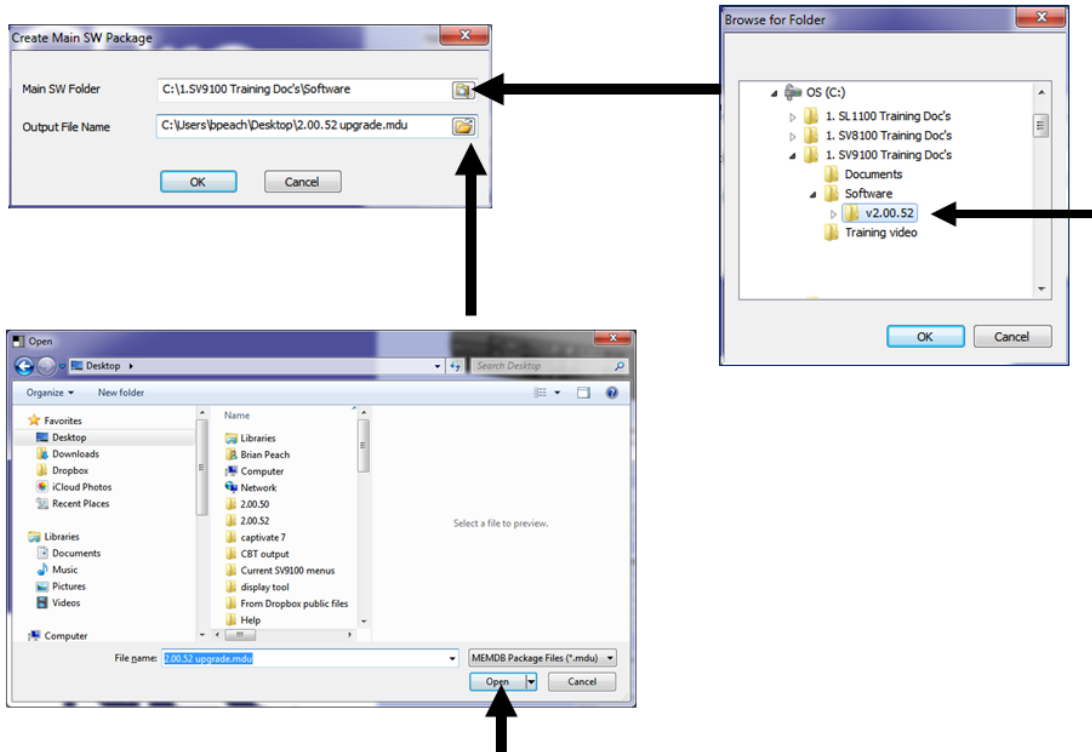 Create Main SW Package
Main SW Folder
C:\1.SV9100 Training Doc's\Software
Output File Name
C:\Users\bpeach\Desktop\2.00.52 upgrade.mdu
OK
Cancel
Browse for Folder
OS (C:)
1. SL1100 Training Doc's
1. SV8100 Training Doc's
1. SV9100 Training Doc's
Documents
Software
v2.00.52
Training video
OK
Cancel
Open
Desktop
Search Desktop
Organize
New folder
Favorites
Desktop
Downloads
Dropbox
iCloud Photos
Recent Places
Libraries
Documents
Music
Pictures
Videos
Computer
Name
Libraries
Brian Peach
Computer
Network
2.00.50
2.00.52
captivate 7
CBT output
Current SV9100 menus
display tool
From Dropbox public files
Help
Select a file to preview.
File name:
2.00.52 upgrade.mdu
MEMDB Package Files (*.mdu)
Open
Cancel